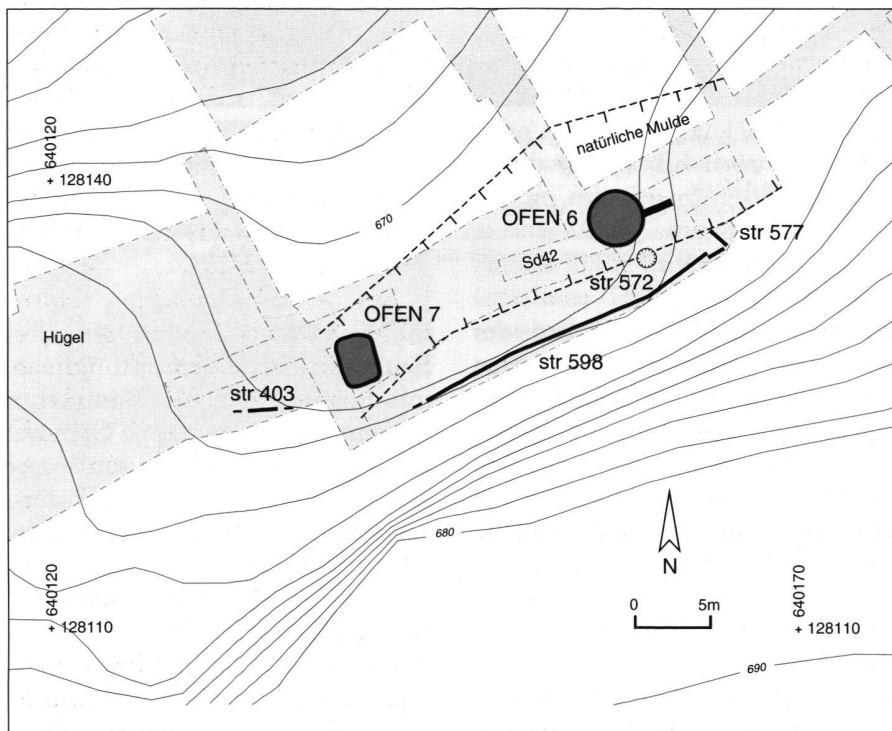 640120
+ 128140
natürliche Mulde
670
OFEN 6
str 577
Sd42
str 572
OFEN 7
Hügel
str 598
str 403
680
N
640120
+ 128110
0 5m
640170
+ 128110
690